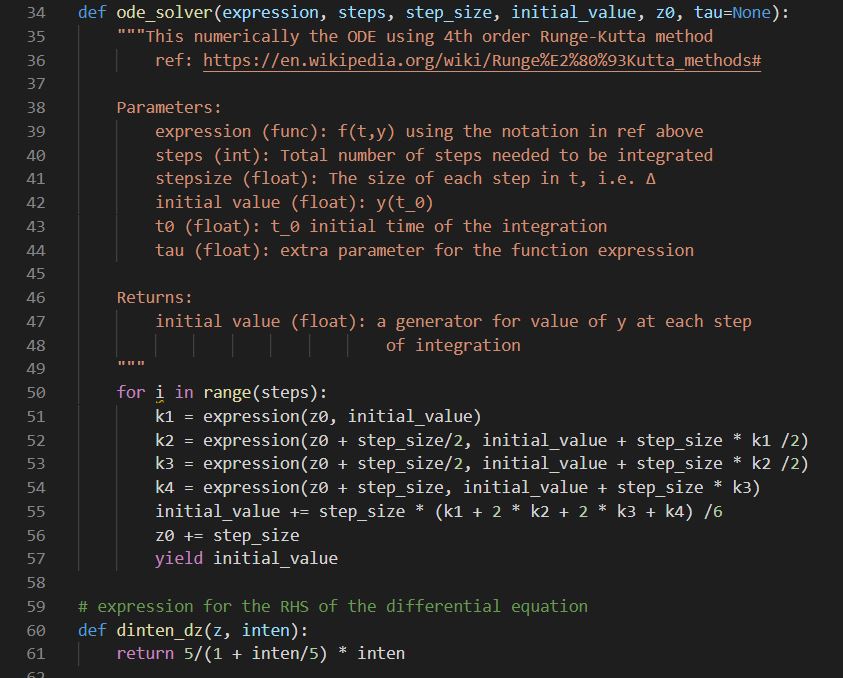 34 def ode_solver(expression, steps, step_size, initial_value, z0, tau=None):
35     """This numerically the ODE using 4th order Runge-Kutta method
36         ref: https://en.wikipedia.org/wiki/Runge%E2%80%93Kutta_methods#
37
38     Parameters:
39         expression (func): f(t,y) using the notation in ref above
40         steps (int): Total number of steps needed to be integrated
41         stepsize (float): The size of each step in t, i.e. Δ
42         initial value (float): y(t_0)
43         t0 (float): t_0 initial time of the integration
44         tau (float): extra parameter for the function expression
45
46     Returns:
47         initial value (float): a generator for value of y at each step
48                                 of integration
49     """
50     for i in range(steps):
51         k1 = expression(z0, initial_value)
52         k2 = expression(z0 + step_size/2, initial_value + step_size * k1 /2)
53         k3 = expression(z0 + step_size/2, initial_value + step_size * k2 /2)
54         k4 = expression(z0 + step_size, initial_value + step_size * k3)
55         initial_value += step_size * (k1 + 2 * k2 + 2 * k3 + k4) /6
56         z0 += step_size
57         yield initial_value
58
59 # expression for the RHS of the differential equation
60 def dinten_dz(z, inten):
61     return 5/(1 + inten/5) * inten
62